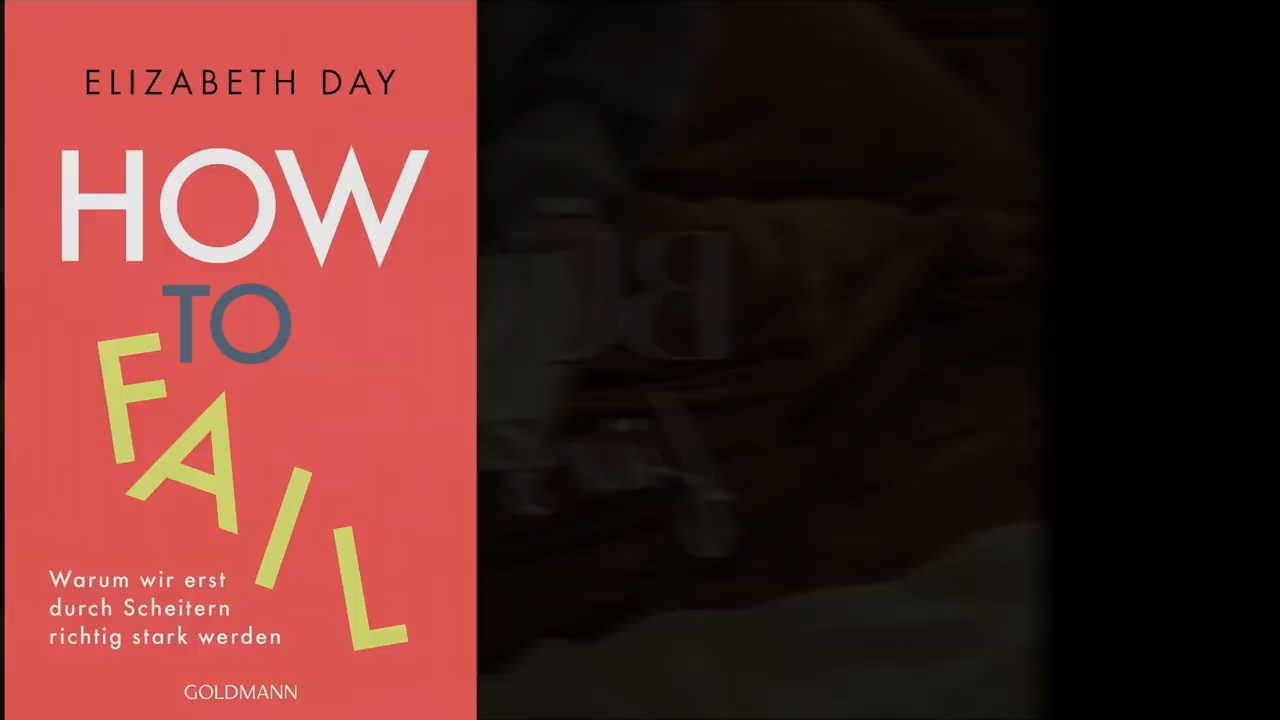 ELIZABETH DAY
HOW
TO
FAIL
Warum wir erst
durch Scheitern
richtig stark werden
GOLDMANN